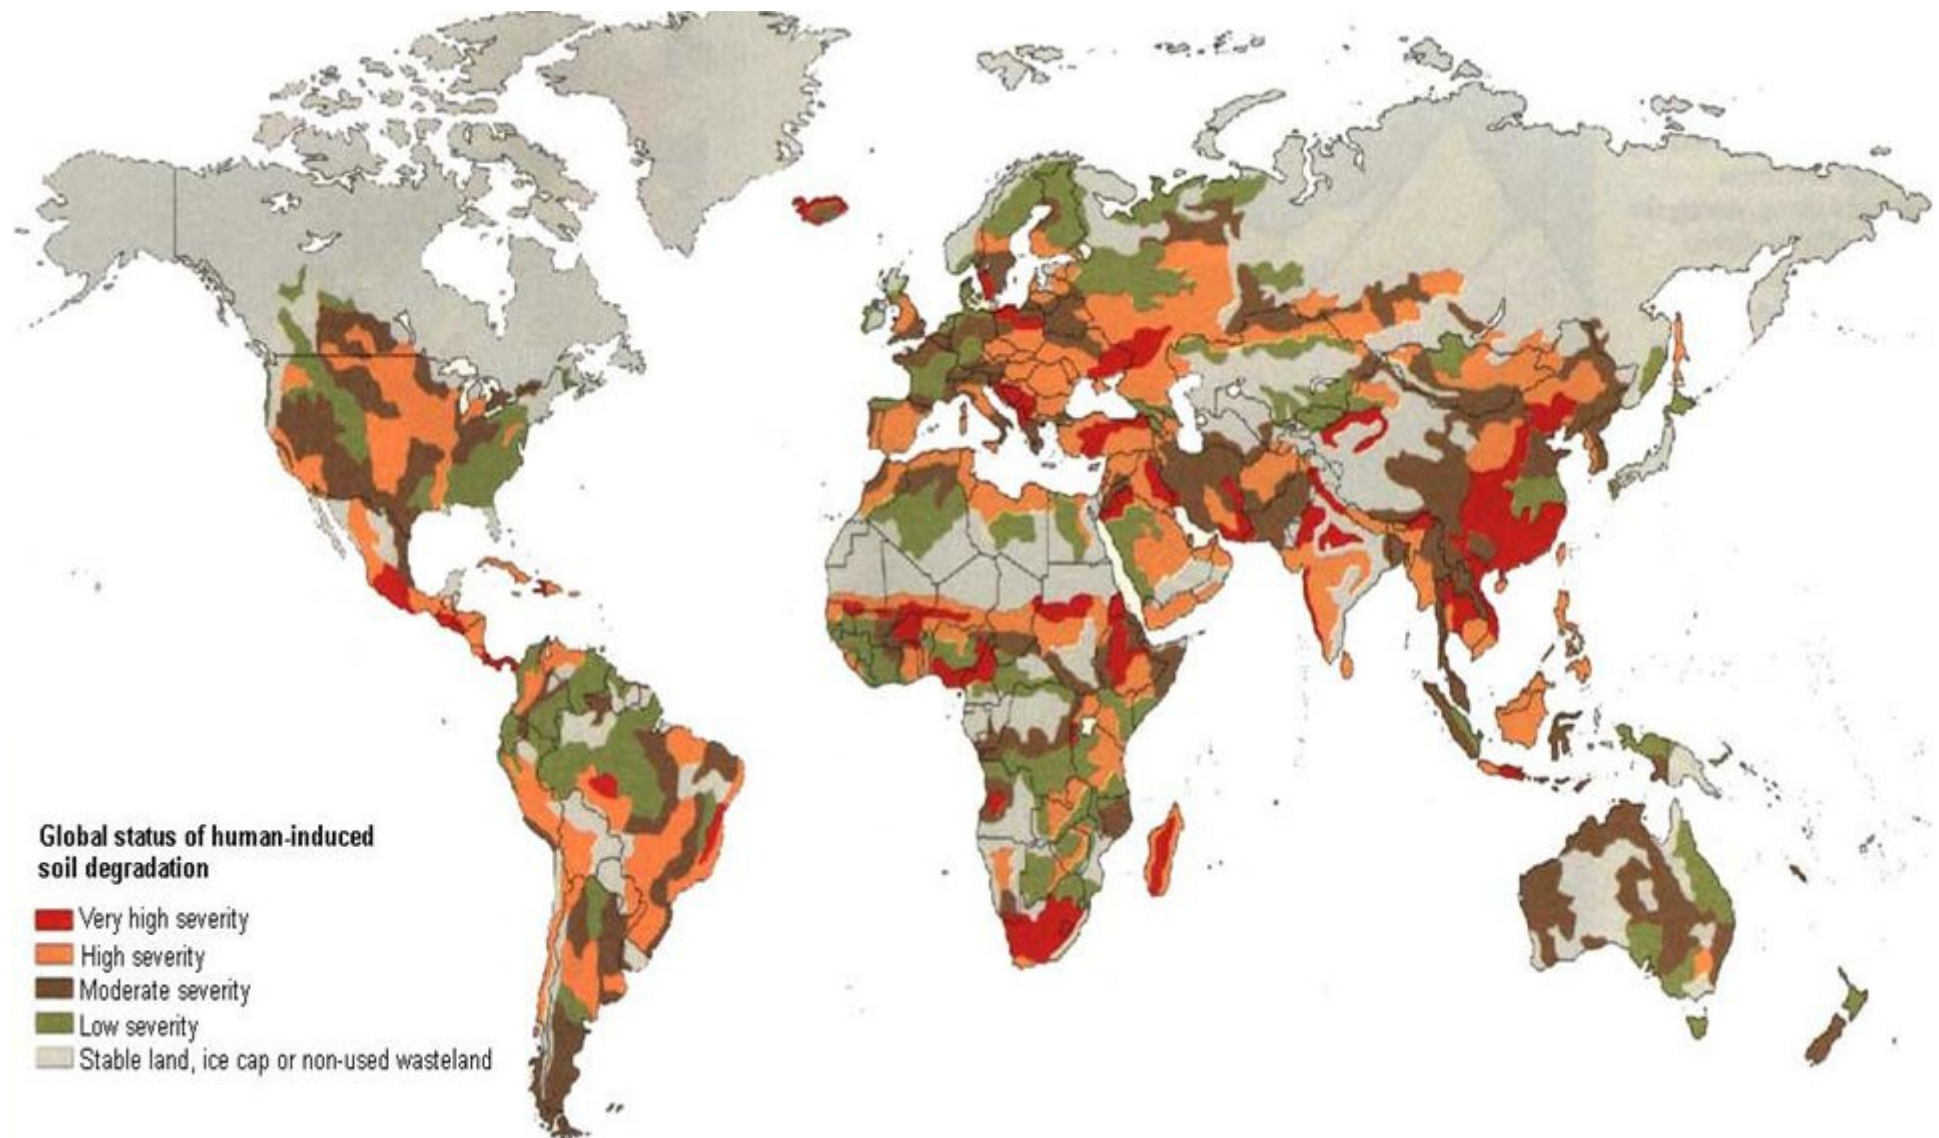 Global status of human-induced
soil degradation
Very high severity
High severity
Moderate severity
Low severity
Stable land, ice cap or non-used wasteland